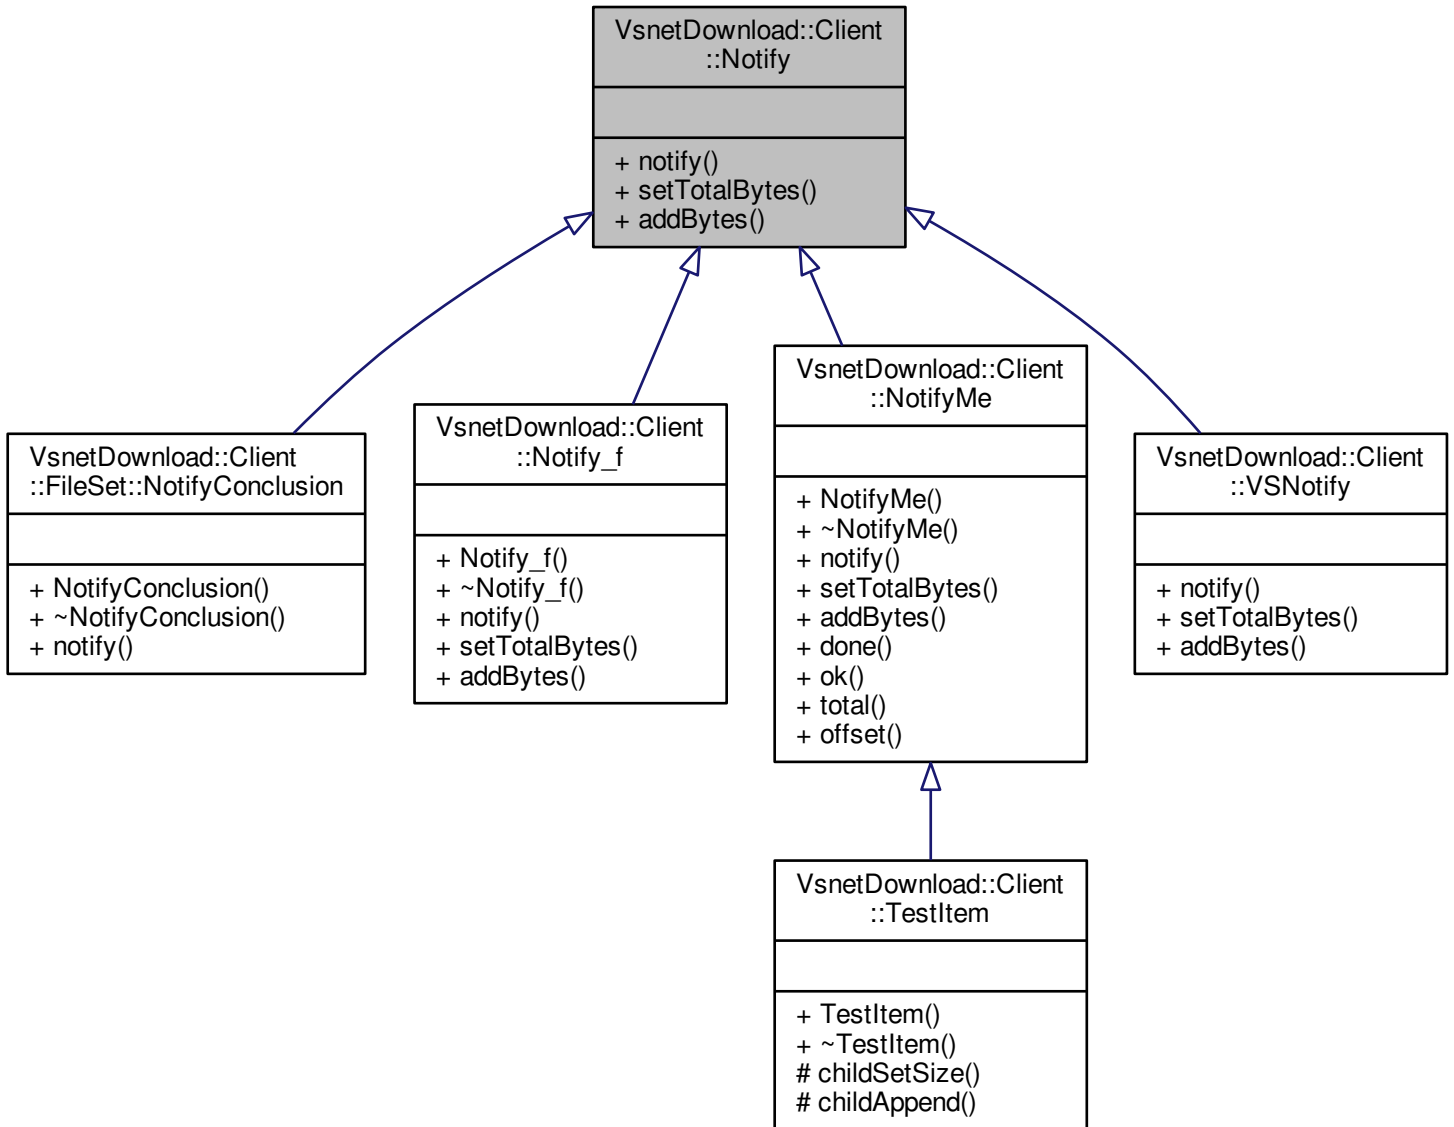 VsnetDownload::Client
::Notify
+ notify()
+ setTotalBytes()
+ addBytes()
VsnetDownload::Client
::FileSet::NotifyConclusion
+ NotifyConclusion()
+ ~NotifyConclusion()
+ notify()
VsnetDownload::Client
::Notify_f
+ Notify_f()
+ ~Notify_f()
+ notify()
+ setTotalBytes()
+ addBytes()
VsnetDownload::Client
::NotifyMe
+ NotifyMe()
+ ~NotifyMe()
+ notify()
+ setTotalBytes()
+ addBytes()
+ done()
+ ok()
+ total()
+ offset()
VsnetDownload::Client
::VSNotify
+ notify()
+ setTotalBytes()
+ addBytes()
VsnetDownload::Client
::TestItem
+ TestItem()
+ ~TestItem()
# childSetSize()
# childAppend()